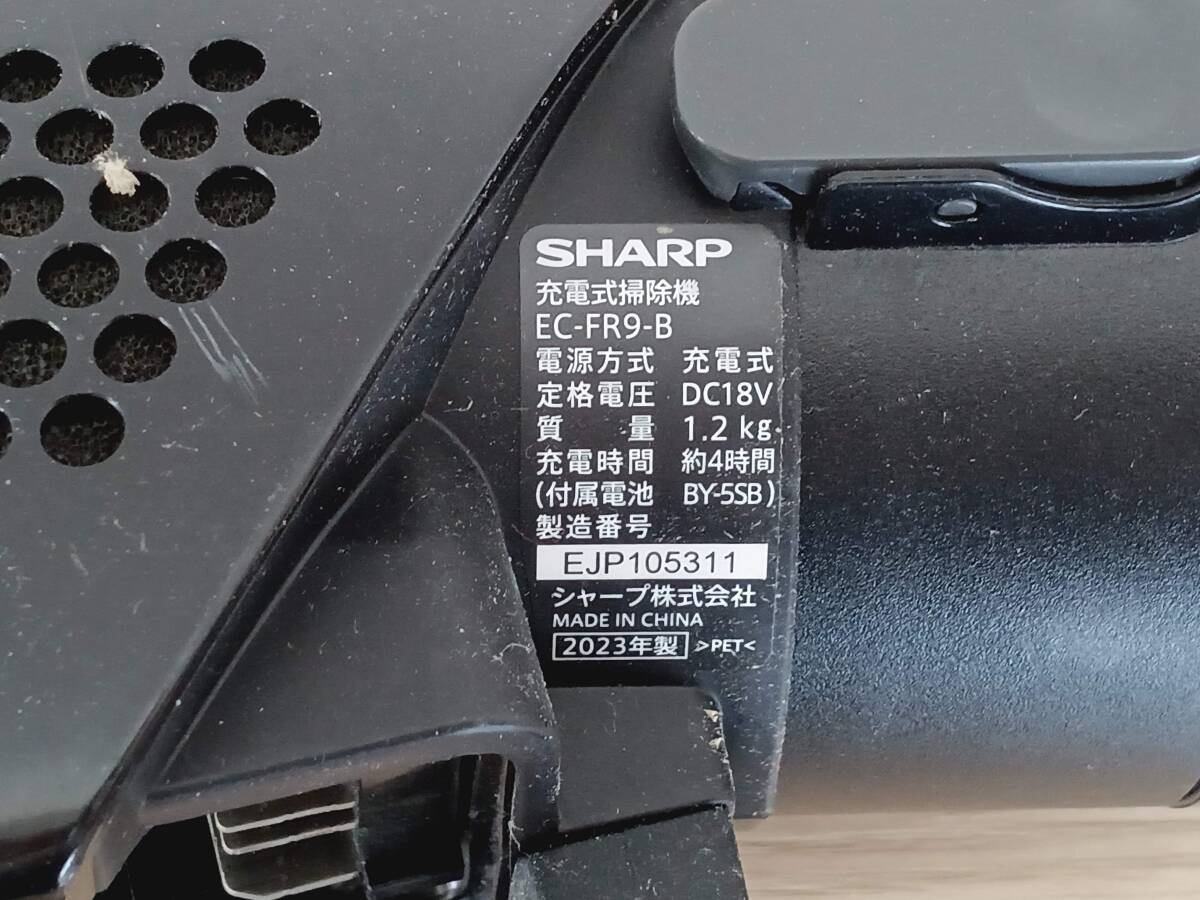 SHARP
充電式掃除機
EC-FR9-B
電源方式 充電式
定格電圧 DC18V
質量 1.2 kg
充電時間 約4時間
(付属電池 BY-5SB)
製造番号
EJP105311
シャープ株式会社
MADE IN CHINA
2023年製 >PET<